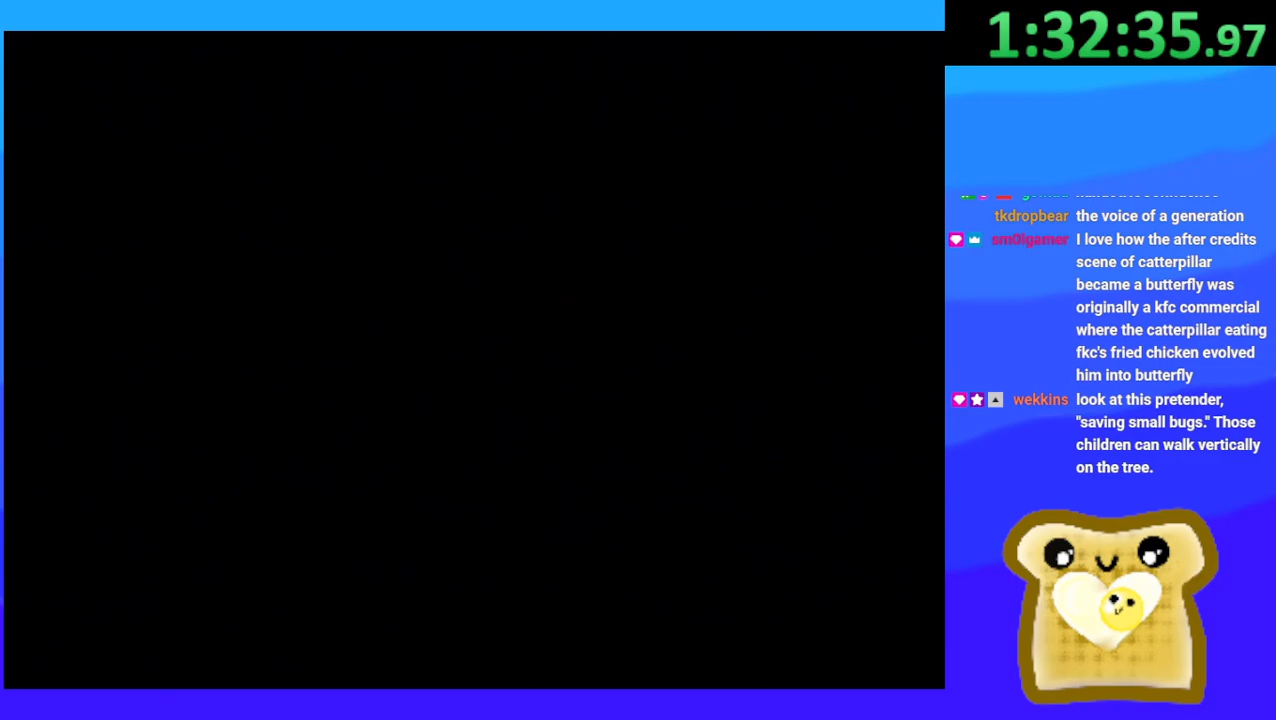 1:32:35.97
tkdropbear the voice of a generation
sm0lgamer I love how the after credits
scene of catterpillar
became a butterfly was
originally a kfc commercial
where the catterpillar eating
fkc's fried chicken evolved
him into butterfly
wekkins look at this pretender,
"saving small bugs." Those
children can walk vertically
on the tree.